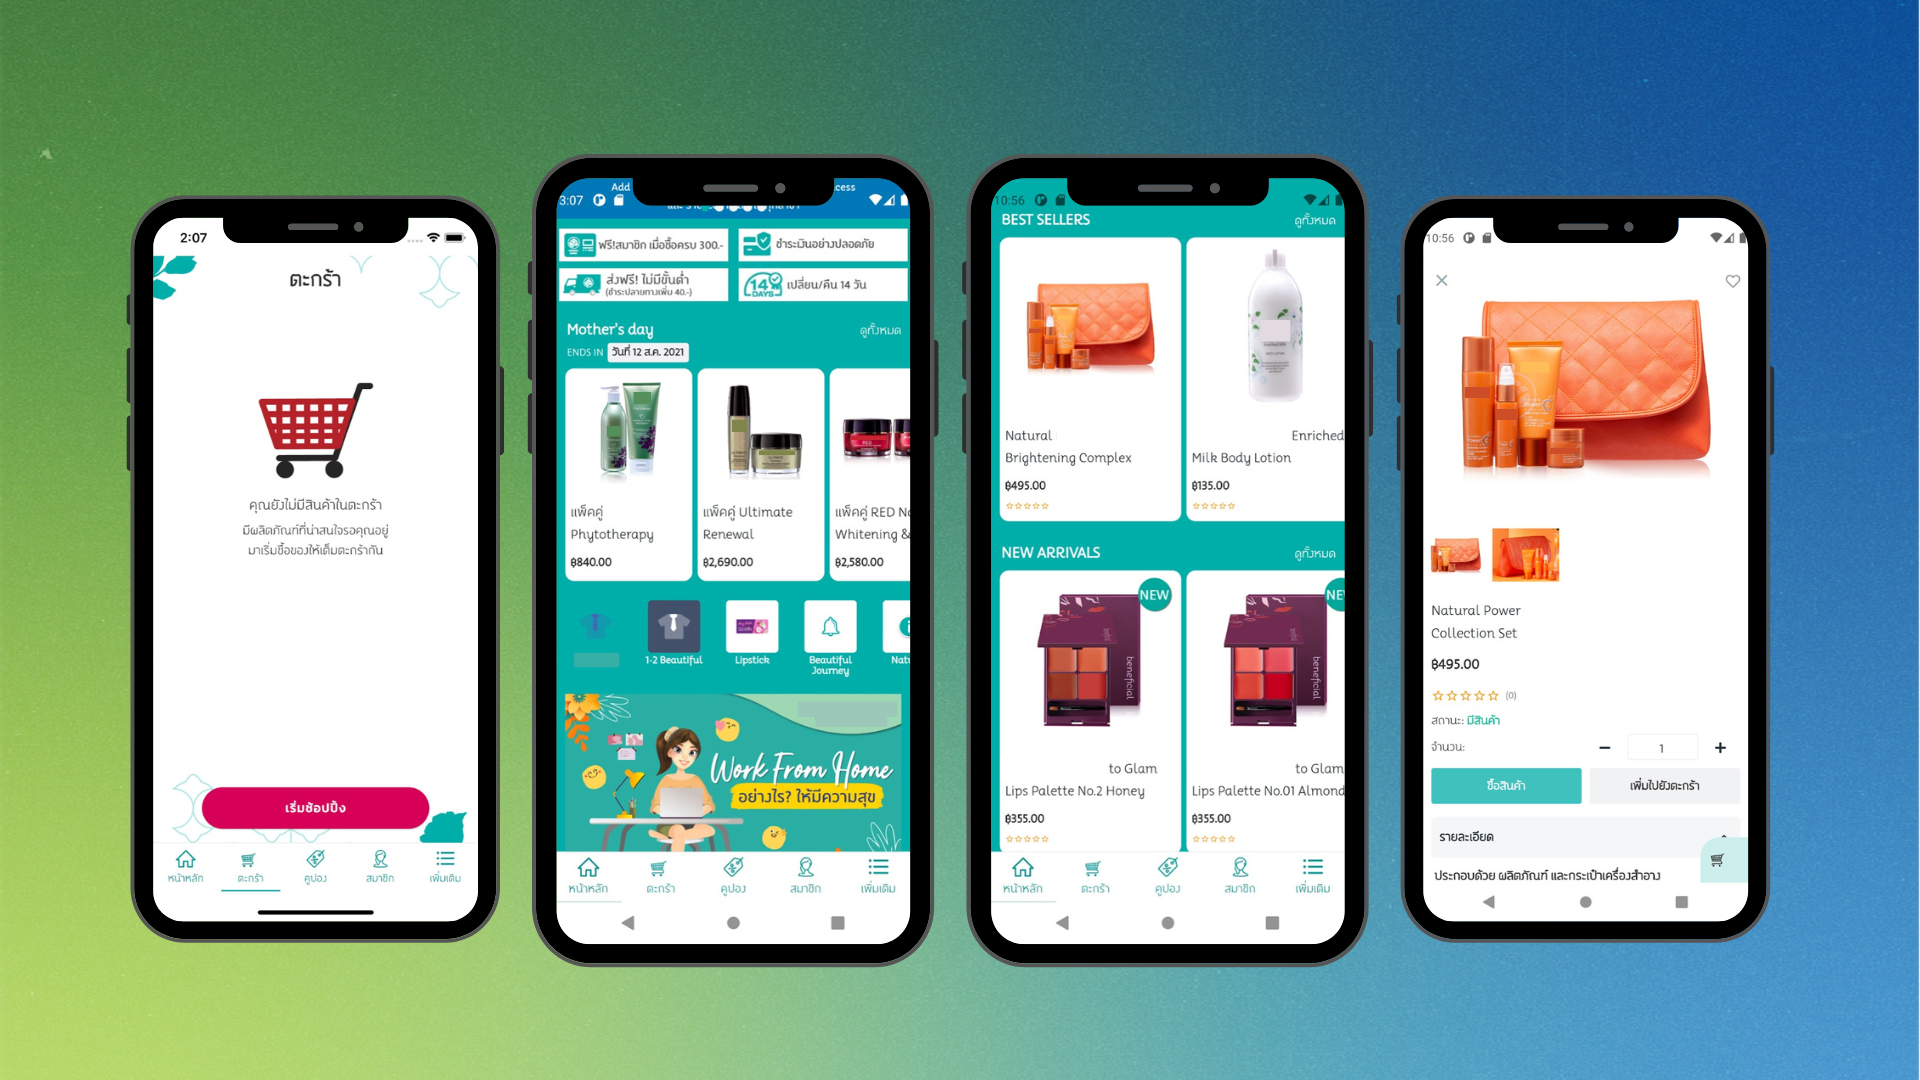 2:07
ตะกร้า
คุณยังไม่มีสินค้าในตะกร้า
มีผลิตภัณฑ์ที่น่าสนใจรอคุณอยู่
มาเริ่มซื้อของให้เต็มตะกร้ากัน
เริ่มช้อปปิ้ง
หน้าหลัก ตะกร้า คูปอง สมาชิก เพิ่มเติม
Add cess
3:07
ฟรี!สมาชิก เมื่อซื้อครบ 300.-
ชำระเงินอย่างปลอดภัย
ส่งฟรี! ไม่มีขั้นต่ำ
(ชำระปลายทางเพิ่ม 40.-)
14 DAYS
เปลี่ยน/คืน 14 วัน
Mother's day ดูทั้งหมด
ENDS IN วันที่ 12 ส.ค. 2021
แพ็คคู่
Phytotherapy
฿840.00
แพ็คคู่ Ultimate
Renewal
฿2,690.00
RED
แพ็คคู่ RED Na
Whitening &
฿2,580.00
1-2 Beautiful
Lipstick
Beautiful
Journey
Natu
Work From Home
อย่างไร? ให้มีความสุข
หน้าหลัก ตะกร้า คูปอง สมาชิก เพิ่มเติม
10:56
BEST SELLERS ดูทั้งหมด
Natural
Brightening Complex
฿495.00
Enriched
Milk Body Lotion
฿135.00
NEW ARRIVALS ดูทั้งหมด
NEW
beneficial
to Glam
Lips Palette No.2 Honey
฿355.00
NE
beneficial
to Glam
Lips Palette No.01 Almond
฿355.00
หน้าหลัก ตะกร้า คูปอง สมาชิก เพิ่มเติม
10:56
Natural Power
Collection Set
฿495.00
(0)
สถานะ: มีสินค้า
จำนวน: 1
ซื้อสินค้า เพิ่มไปยังตะกร้า
รายละเอียด
ประกอบด้วย ผลิตภัณฑ์ และกระเป๋าเครื่องสำอาง